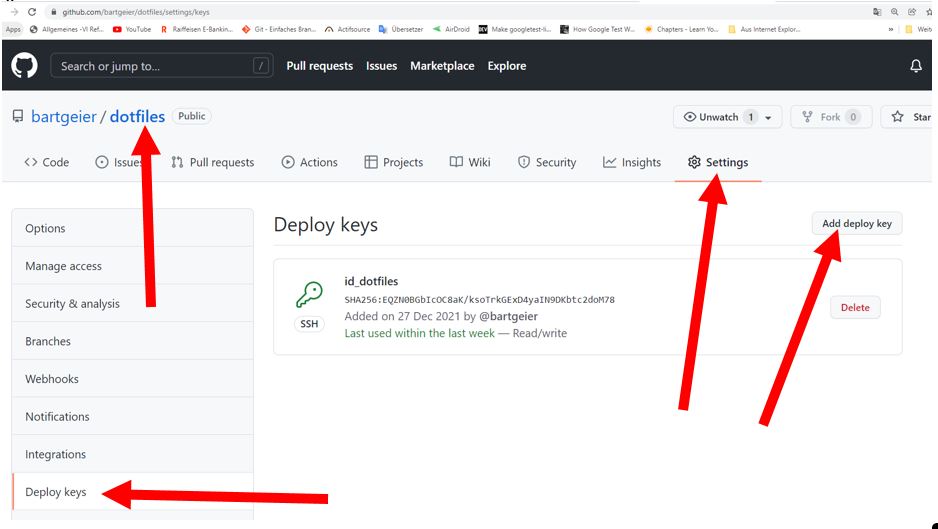 github.com/bartgeier/dotfiles/settings/keys
Apps Allgemeines -VI Ref... YouTube Raiffeisen E-Bankin... Git - Einfaches Bran... Actifsource Übersetzer AirDroid Make googletest-li... How Google Test W... Chapters - Learn Yo... Aus Internet Explor... » Weite
Search or jump to... / Pull requests Issues Marketplace Explore
bartgeier / dotfiles Public Unwatch 1 Fork 0 Star
Code Issues Pull requests Actions Projects Wiki Security Insights Settings
Options
Manage access
Security & analysis
Branches
Webhooks
Notifications
Integrations
Deploy keys
Deploy keys Add deploy key
id_dotfiles
SHA256:EQZN0BGbIcOC8aK/ksoTrkGExD4yaIN9DKbtc2doM78
Added on 27 Dec 2021 by @bartgeier
SSH Delete
Last used within the last week — Read/write